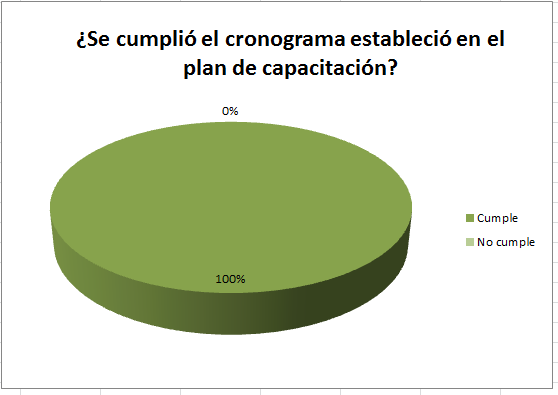 ¿Se cumplió el cronograma estableció en el
plan de capacitación?
0%
Cumple
No cumple
100%